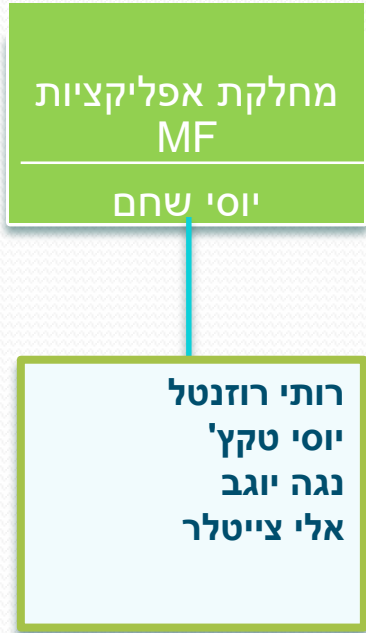 מחלקת אפליקציות
MF
יוסי שחם
רותי רוזנטל
יוסי טקץ'
נגה יוגב
אלי צייטלר